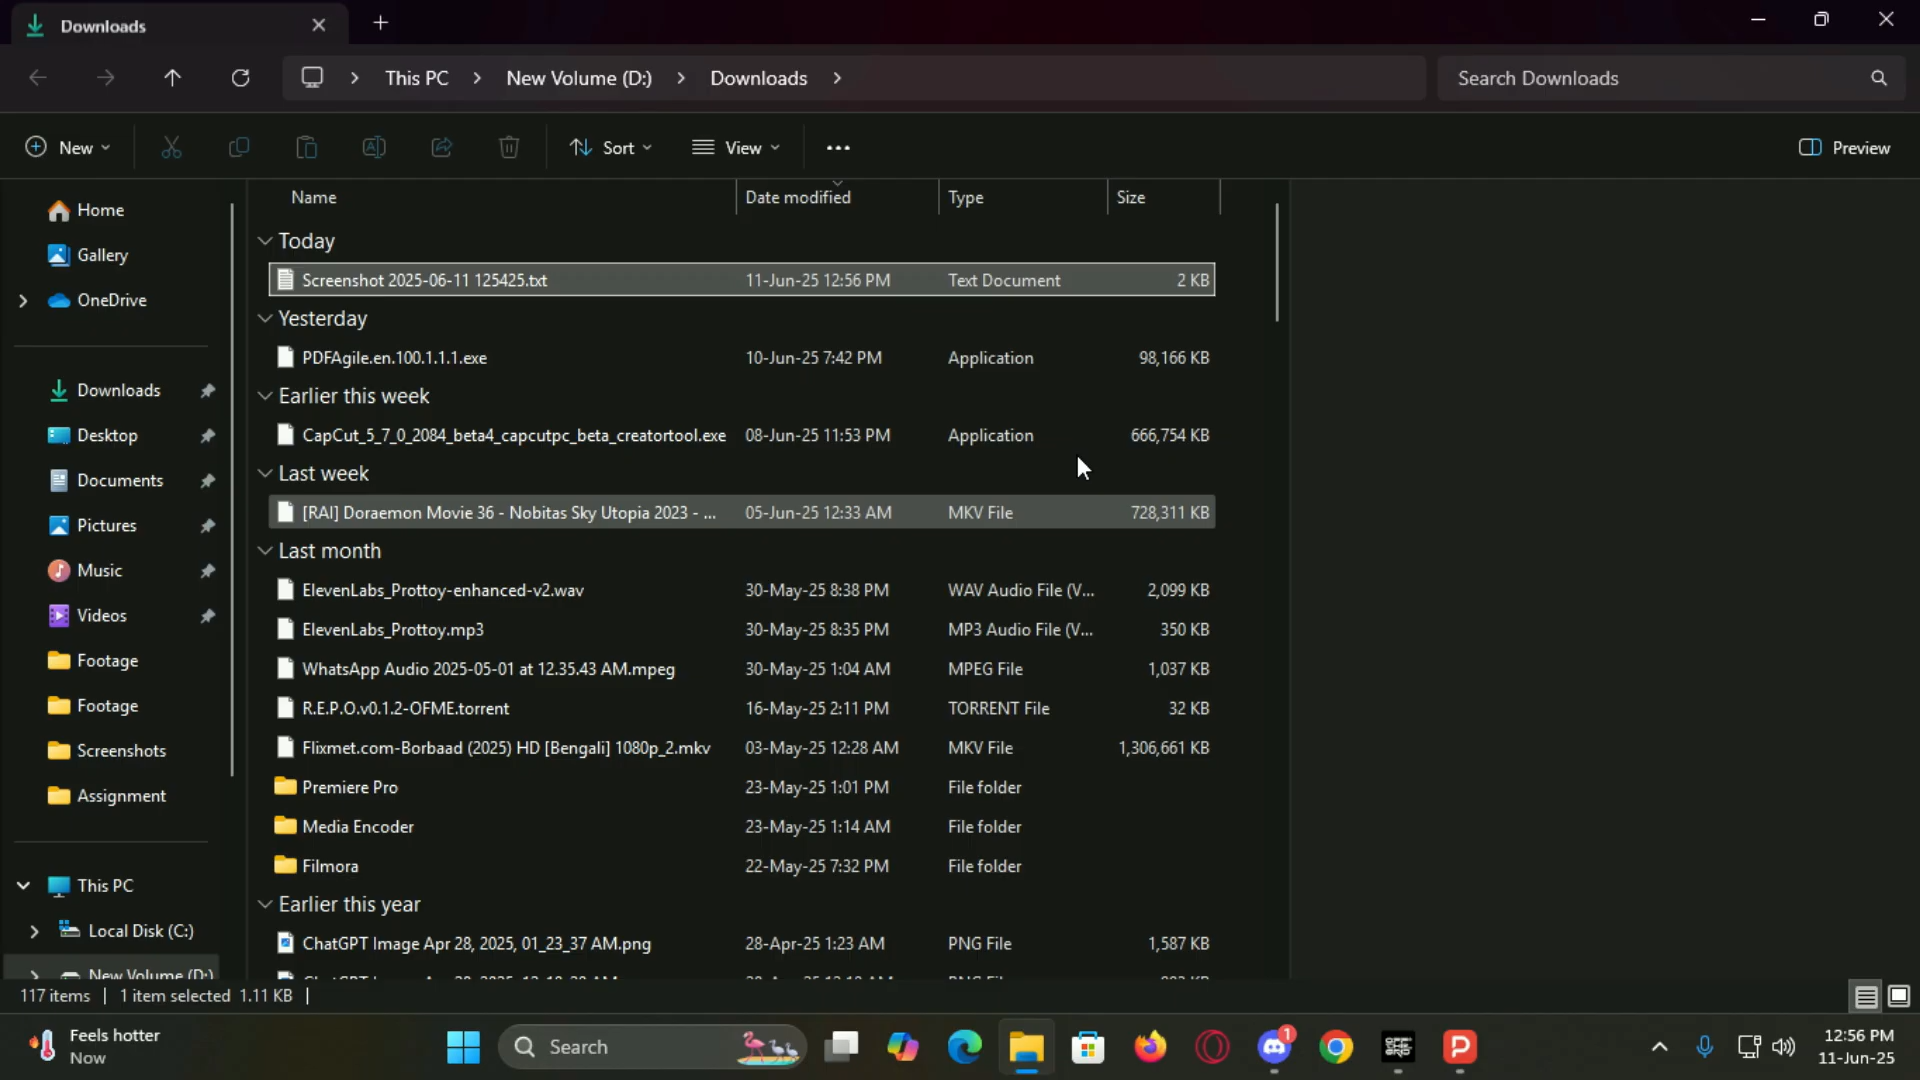 Downloads
This PC
New Volume (D:)
Downloads
Search Downloads
New
Sort
View
Preview
Home
Gallery
OneDrive
Downloads
Desktop
Documents
Pictures
Music
Videos
Footage
Footage
Screenshots
Assignment
This PC
Local Disk (C:)
New Volume (D:)
Name Date modified Type Size
Today
Screenshot 2025-06-11 125425.txt 11-Jun-25 12:56 PM Text Document 2 KB
Yesterday
PDFAgile.en.100.1.1.1.exe 10-Jun-25 7:42 PM Application 98,166 KB
Earlier this week
CapCut_5_7_0_2084_beta4_capcutpc_beta_creatortool.exe 08-Jun-25 11:53 PM Application 666,754 KB
Last week
[RAI] Doraemon Movie 36 - Nobitas Sky Utopia 2023 - ... 05-Jun-25 12:33 AM MKV File 728,311 KB
Last month
ElevenLabs_Prottoy-enhanced-v2.wav 30-May-25 8:38 PM WAV Audio File (V... 2,099 KB
ElevenLabs_Prottoy.mp3 30-May-25 8:35 PM MP3 Audio File (V... 350 KB
WhatsApp Audio 2025-05-01 at 12.35.43 AM.mpeg 30-May-25 1:04 AM MPEG File 1,037 KB
R.E.P.O.v0.1.2-OFME.torrent 16-May-25 2:11 PM TORRENT File 32 KB
Flixmet.com-Borbaad (2025) HD [Bengali] 1080p_2.mkv 03-May-25 12:28 AM MKV File 1,306,661 KB
Premiere Pro 23-May-25 1:01 PM File folder
Media Encoder 23-May-25 1:14 AM File folder
Filmora 22-May-25 7:32 PM File folder
Earlier this year
ChatGPT Image Apr 28, 2025, 01_23_37 AM.png 28-Apr-25 1:23 AM PNG File 1,587 KB
117 items 1 item selected 1.11 KB
Feels hotter
Now
Search
12:56 PM
11-Jun-25